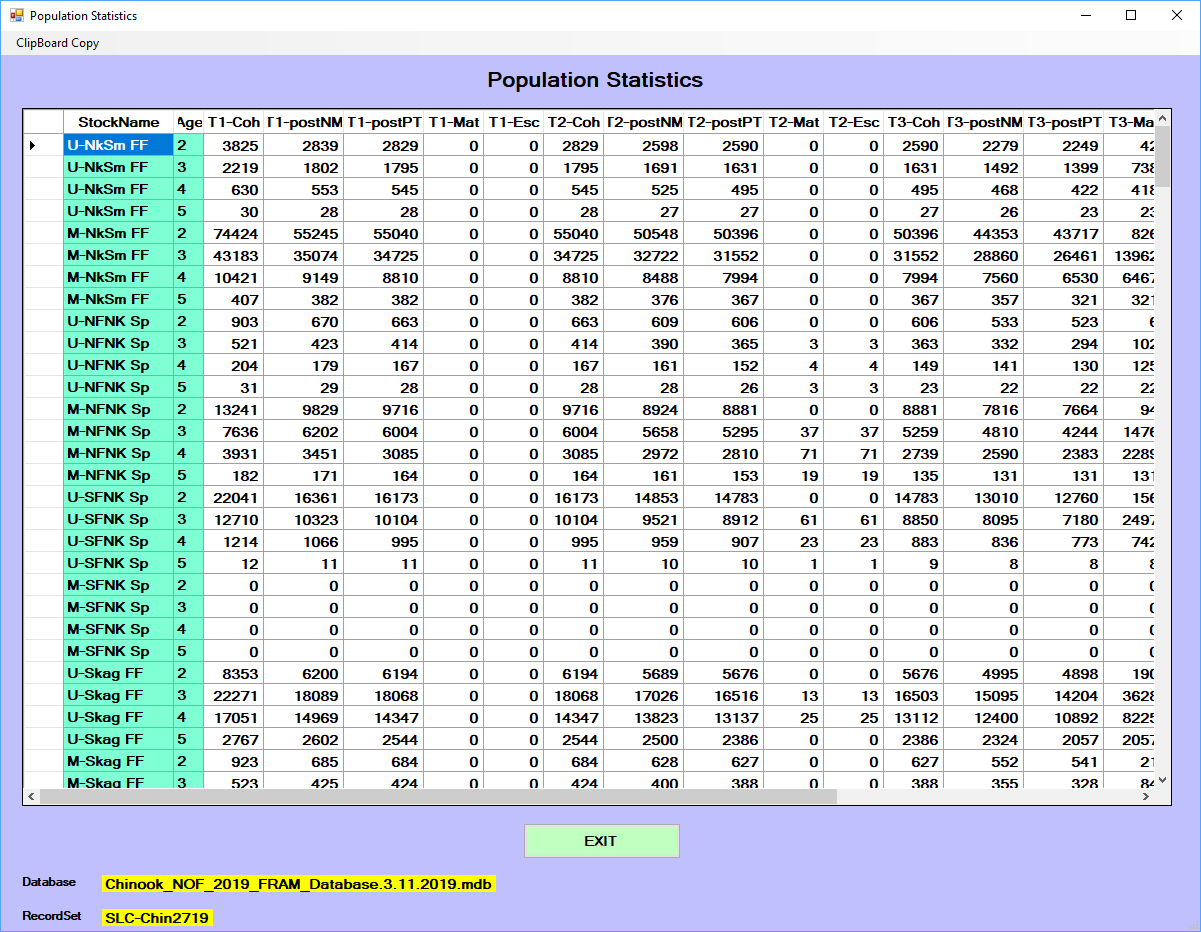 Population Statistics
ClipBoard Copy
Population Statistics
StockName Age T1-Coh T1-postNM T1-postPT T1-Mat T1-Esc T2-Coh T2-postNM T2-postPT T2-Mat T2-Esc T3-Coh T3-postNM T3-postPT T3-Ma
U-NkSm FF 2 3825 2839 2829 0 0 2829 2598 2590 0 0 2590 2279 2249 42
U-NkSm FF 3 2219 1802 1795 0 0 1795 1691 1631 0 0 1631 1492 1399 738
U-NkSm FF 4 630 553 545 0 0 545 525 495 0 0 495 468 422 418
U-NkSm FF 5 30 28 28 0 0 28 27 27 0 0 27 26 23 23
M-NkSm FF 2 74424 55245 55040 0 0 55040 50548 50396 0 0 50396 44353 43717 826
M-NkSm FF 3 43183 35074 34725 0 0 34725 32722 31552 0 0 31552 28860 26461 13962
M-NkSm FF 4 10421 9149 8810 0 0 8810 8488 7994 0 0 7994 7560 6530 6467
M-NkSm FF 5 407 382 382 0 0 382 376 367 0 0 367 357 321 321
U-NFNK Sp 2 903 670 663 0 0 663 609 606 0 0 606 533 523 6
U-NFNK Sp 3 521 423 414 0 0 414 390 365 3 3 363 332 294 102
U-NFNK Sp 4 204 179 167 0 0 167 161 152 4 4 149 141 130 125
U-NFNK Sp 5 31 29 28 0 0 28 28 26 3 3 23 22 22 22
M-NFNK Sp 2 13241 9829 9716 0 0 9716 8924 8881 0 0 8881 7816 7664 94
M-NFNK Sp 3 7636 6202 6004 0 0 6004 5658 5295 37 37 5259 4810 4244 1476
M-NFNK Sp 4 3931 3451 3085 0 0 3085 2972 2810 71 71 2739 2590 2383 2289
M-NFNK Sp 5 182 171 164 0 0 164 161 153 19 19 135 131 131 131
U-SFNK Sp 2 22041 16361 16173 0 0 16173 14853 14783 0 0 14783 13010 12760 156
U-SFNK Sp 3 12710 10323 10104 0 0 10104 9521 8912 61 61 8850 8095 7180 2497
U-SFNK Sp 4 1214 1066 995 0 0 995 959 907 23 23 883 836 773 742
U-SFNK Sp 5 12 11 11 0 0 11 10 10 1 1 9 8 8 8
M-SFNK Sp 2 0 0 0 0 0 0 0 0 0 0 0 0 0 0
M-SFNK Sp 3 0 0 0 0 0 0 0 0 0 0 0 0 0 0
M-SFNK Sp 4 0 0 0 0 0 0 0 0 0 0 0 0 0 0
M-SFNK Sp 5 0 0 0 0 0 0 0 0 0 0 0 0 0 0
U-Skag FF 2 8353 6200 6194 0 0 6194 5689 5676 0 0 5676 4995 4898 190
U-Skag FF 3 22271 18089 18068 0 0 18068 17026 16516 13 13 16503 15095 14204 3628
U-Skag FF 4 17051 14969 14347 0 0 14347 13823 13137 25 25 13112 12400 10892 8225
U-Skag FF 5 2767 2602 2544 0 0 2544 2500 2386 0 0 2386 2324 2057 2057
M-Skag FF 2 923 685 684 0 0 684 628 627 0 0 627 552 541 21
M-Skag FF 3 523 425 424 0 0 424 400 388 0 0 388 355 328 84
EXIT
Database Chinook_NOF_2019_FRAM_Database.3.11.2019.mdb
RecordSet SLC-Chin2719